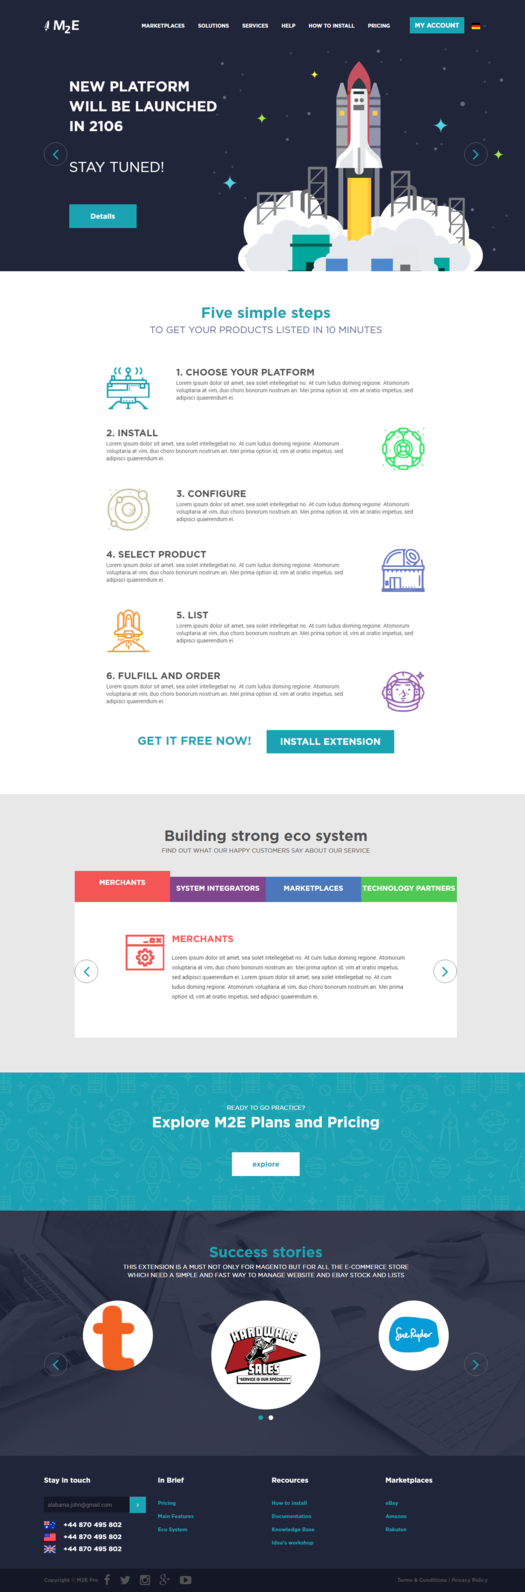 M2E
MARKETPLACES SOLUTIONS SERVICES HELP HOW TO INSTALL PRICING MY ACCOUNT
NEW PLATFORM
WILL BE LAUNCHED
IN 2106
STAY TUNED!
Details
Five simple steps
TO GET YOUR PRODUCTS LISTED IN 10 MINUTES
1. CHOOSE YOUR PLATFORM
Lorem ipsum dolor sit amet, sea solet intellegebat no. At cum ludus doming regione. Atomorum
voluptaria at vim, duo choro bonorum nostrum an. Mei prima option id, vim at oratio impetus, sed
adipisci quaerendum ei.
2. INSTALL
Lorem ipsum dolor sit amet, sea solet intellegebat no. At cum ludus doming regione. Atomorum
voluptaria at vim, duo choro bonorum nostrum an. Mei prima option id, vim at oratio impetus, sed
adipisci quaerendum ei.
3. CONFIGURE
Lorem ipsum dolor sit amet, sea solet intellegebat no. At cum ludus doming regione. Atomorum
voluptaria at vim, duo choro bonorum nostrum an. Mei prima option id, vim at oratio impetus, sed
adipisci quaerendum ei.
4. SELECT PRODUCT
Lorem ipsum dolor sit amet, sea solet intellegebat no. At cum ludus doming regione. Atomorum
voluptaria at vim, duo choro bonorum nostrum an. Mei prima option id, vim at oratio impetus, sed
adipisci quaerendum ei.
5. LIST
Lorem ipsum dolor sit amet, sea solet intellegebat no. At cum ludus doming regione. Atomorum
voluptaria at vim, duo choro bonorum nostrum an. Mei prima option id, vim at oratio impetus, sed
adipisci quaerendum ei.
6. FULFILL AND ORDER
Lorem ipsum dolor sit amet, sea solet intellegebat no. At cum ludus doming regione. Atomorum
voluptaria at vim, duo choro bonorum nostrum an. Mei prima option id, vim at oratio impetus, sed
adipisci quaerendum ei.
GET IT FREE NOW! INSTALL EXTENSION
Building strong eco system
FIND OUT WHAT OUR HAPPY CUSTOMERS SAY ABOUT OUR SERVICE
MERCHANTS SYSTEM INTEGRATORS MARKETPLACES TECHNOLOGY PARTNERS
MERCHANTS
Lorem ipsum dolor sit amet, sea solet intellegebat no. At cum ludus doming regione. Atomorum
voluptaria at vim, duo choro bonorum nostrum an. Mei prima option id, vim at oratio impetus,
sed adipisci quaerendum ei. Lorem ipsum dolor sit amet, sea solet intellegebat no. At cum
ludus doming regione. Atomorum voluptaria at vim, duo choro bonorum nostrum an. Mei prima
option id, vim at oratio impetus, sed adipisci quaerendum ei.
READY TO GO PRACTICE?
Explore M2E Plans and Pricing
explore
Success stories
THIS EXTENSION IS A MUST NOT ONLY FOR MAGENTO BUT FOR ALL THE E-COMMERCE STORE
WHICH NEED A SIMPLE AND FAST WAY TO MANAGE WEBSITE AND EBAY STOCK AND LISTS
t
HARDWARE
SALES
"SERVICE IS OUR SPECIALTY"
Sue Ryder
Stay in touch In Brief Recources Marketplaces
alabama.john@gmail.com
Pricing How to install eBay
Main Features Documentation Amazon
Eco System Knowledge Base Rakuten
Idea's workshop
+44 870 495 802
+44 870 495 802
+44 870 495 802
Copyright © M2E Pro Terms & Conditions | Privacy Policy